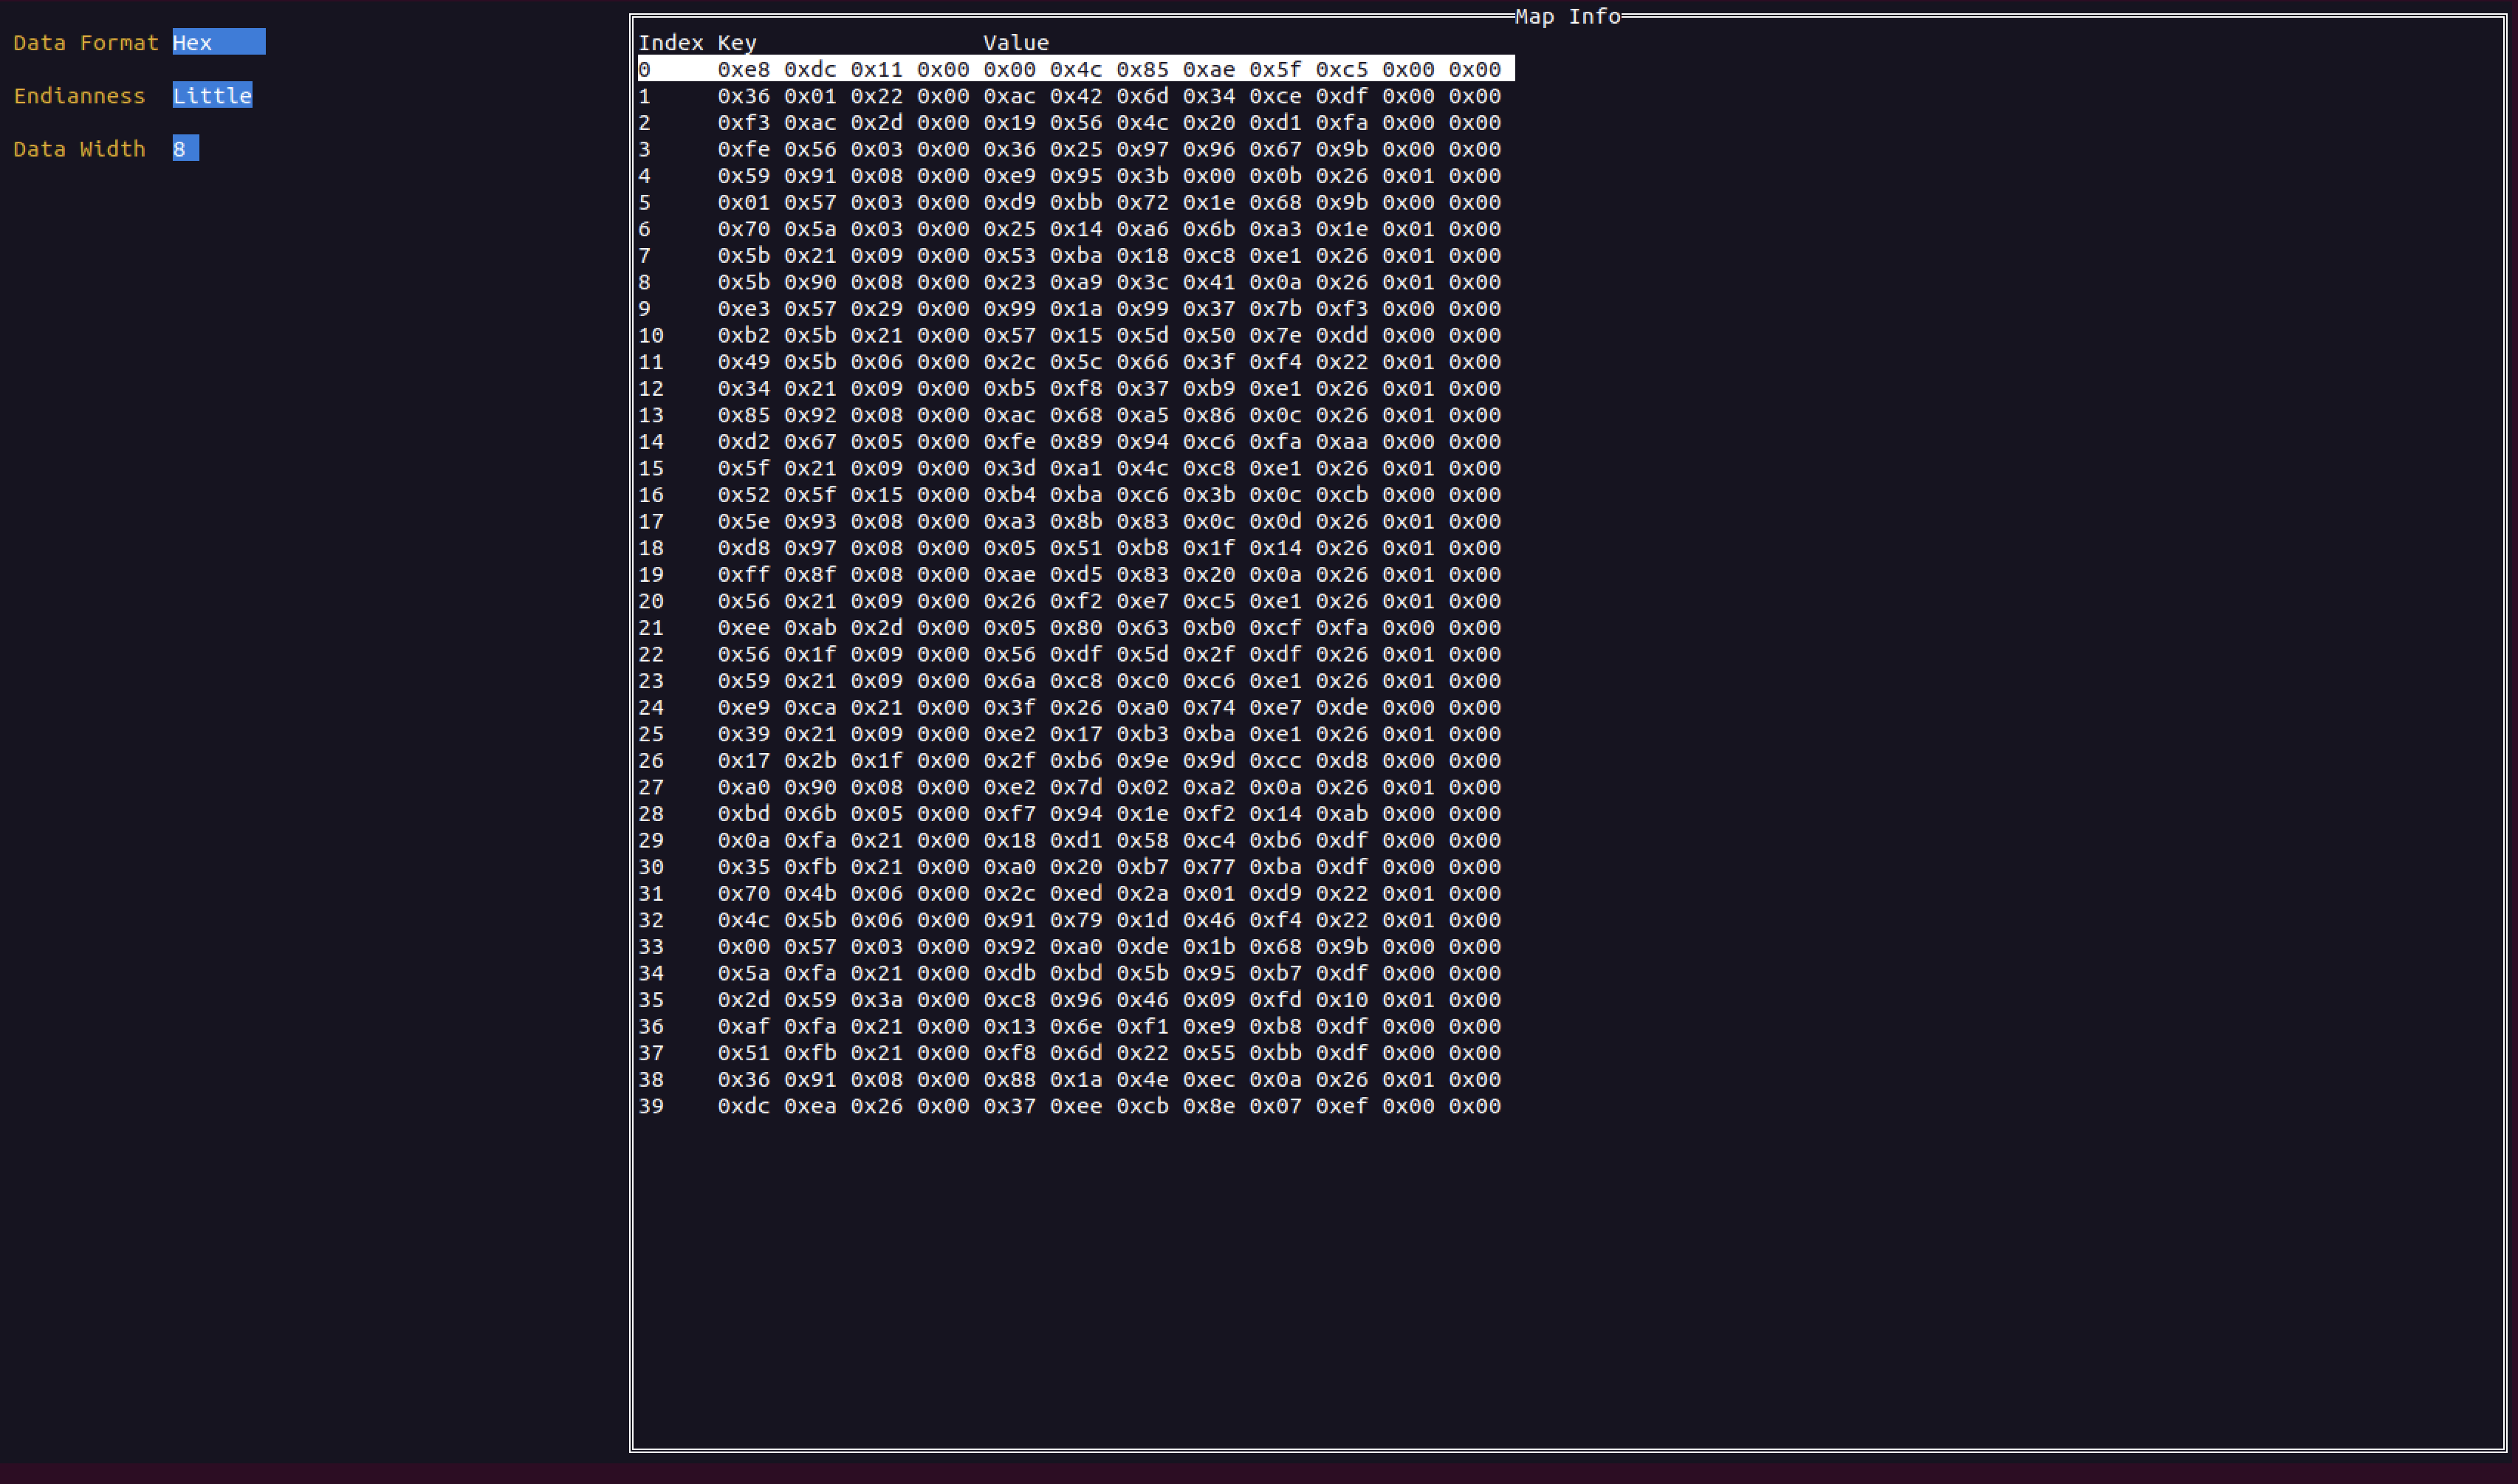 Map Info
Data Format Hex
Endianness Little
Data Width 8
Index Key Value
0 0xe8 0xdc 0x11 0x00 0x00 0x4c 0x85 0xae 0x5f 0xc5 0x00 0x00
1 0x36 0x01 0x22 0x00 0xac 0x42 0x6d 0x34 0xce 0xdf 0x00 0x00
2 0xf3 0xac 0x2d 0x00 0x19 0x56 0x4c 0x20 0xd1 0xfa 0x00 0x00
3 0xfe 0x56 0x03 0x00 0x36 0x25 0x97 0x96 0x67 0x9b 0x00 0x00
4 0x59 0x91 0x08 0x00 0xe9 0x95 0x3b 0x00 0x0b 0x26 0x01 0x00
5 0x01 0x57 0x03 0x00 0xd9 0xbb 0x72 0x1e 0x68 0x9b 0x00 0x00
6 0x70 0x5a 0x03 0x00 0x25 0x14 0xa6 0x6b 0xa3 0x1e 0x01 0x00
7 0x5b 0x21 0x09 0x00 0x53 0xba 0x18 0xc8 0xe1 0x26 0x01 0x00
8 0x5b 0x90 0x08 0x00 0x23 0xa9 0x3c 0x41 0x0a 0x26 0x01 0x00
9 0xe3 0x57 0x29 0x00 0x99 0x1a 0x99 0x37 0x7b 0xf3 0x00 0x00
10 0xb2 0x5b 0x21 0x00 0x57 0x15 0x5d 0x50 0x7e 0xdd 0x00 0x00
11 0x49 0x5b 0x06 0x00 0x2c 0x5c 0x66 0x3f 0xf4 0x22 0x01 0x00
12 0x34 0x21 0x09 0x00 0xb5 0xf8 0x37 0xb9 0xe1 0x26 0x01 0x00
13 0x85 0x92 0x08 0x00 0xac 0x68 0xa5 0x86 0x0c 0x26 0x01 0x00
14 0xd2 0x67 0x05 0x00 0xfe 0x89 0x94 0xc6 0xfa 0xaa 0x00 0x00
15 0x5f 0x21 0x09 0x00 0x3d 0xa1 0x4c 0xc8 0xe1 0x26 0x01 0x00
16 0x52 0x5f 0x15 0x00 0xb4 0xba 0xc6 0x3b 0x0c 0xcb 0x00 0x00
17 0x5e 0x93 0x08 0x00 0xa3 0x8b 0x83 0x0c 0x0d 0x26 0x01 0x00
18 0xd8 0x97 0x08 0x00 0x05 0x51 0xb8 0x1f 0x14 0x26 0x01 0x00
19 0xff 0x8f 0x08 0x00 0xae 0xd5 0x83 0x20 0x0a 0x26 0x01 0x00
20 0x56 0x21 0x09 0x00 0x26 0xf2 0xe7 0xc5 0xe1 0x26 0x01 0x00
21 0xee 0xab 0x2d 0x00 0x05 0x80 0x63 0xb0 0xcf 0xfa 0x00 0x00
22 0x56 0x1f 0x09 0x00 0x56 0xdf 0x5d 0x2f 0xdf 0x26 0x01 0x00
23 0x59 0x21 0x09 0x00 0x6a 0xc8 0xc0 0xc6 0xe1 0x26 0x01 0x00
24 0xe9 0xca 0x21 0x00 0x3f 0x26 0xa0 0x74 0xe7 0xde 0x00 0x00
25 0x39 0x21 0x09 0x00 0xe2 0x17 0xb3 0xba 0xe1 0x26 0x01 0x00
26 0x17 0x2b 0x1f 0x00 0x2f 0xb6 0x9e 0x9d 0xcc 0xd8 0x00 0x00
27 0xa0 0x90 0x08 0x00 0xe2 0x7d 0x02 0xa2 0x0a 0x26 0x01 0x00
28 0xbd 0x6b 0x05 0x00 0xf7 0x94 0x1e 0xf2 0x14 0xab 0x00 0x00
29 0x0a 0xfa 0x21 0x00 0x18 0xd1 0x58 0xc4 0xb6 0xdf 0x00 0x00
30 0x35 0xfb 0x21 0x00 0xa0 0x20 0xb7 0x77 0xba 0xdf 0x00 0x00
31 0x70 0x4b 0x06 0x00 0x2c 0xed 0x2a 0x01 0xd9 0x22 0x01 0x00
32 0x4c 0x5b 0x06 0x00 0x91 0x79 0x1d 0x46 0xf4 0x22 0x01 0x00
33 0x00 0x57 0x03 0x00 0x92 0xa0 0xde 0x1b 0x68 0x9b 0x00 0x00
34 0x5a 0xfa 0x21 0x00 0xdb 0xbd 0x5b 0x95 0xb7 0xdf 0x00 0x00
35 0x2d 0x59 0x3a 0x00 0xc8 0x96 0x46 0x09 0xfd 0x10 0x01 0x00
36 0xaf 0xfa 0x21 0x00 0x13 0x6e 0xf1 0xe9 0xb8 0xdf 0x00 0x00
37 0x51 0xfb 0x21 0x00 0xf8 0x6d 0x22 0x55 0xbb 0xdf 0x00 0x00
38 0x36 0x91 0x08 0x00 0x88 0x1a 0x4e 0xec 0x0a 0x26 0x01 0x00
39 0xdc 0xea 0x26 0x00 0x37 0xee 0xcb 0x8e 0x07 0xef 0x00 0x00